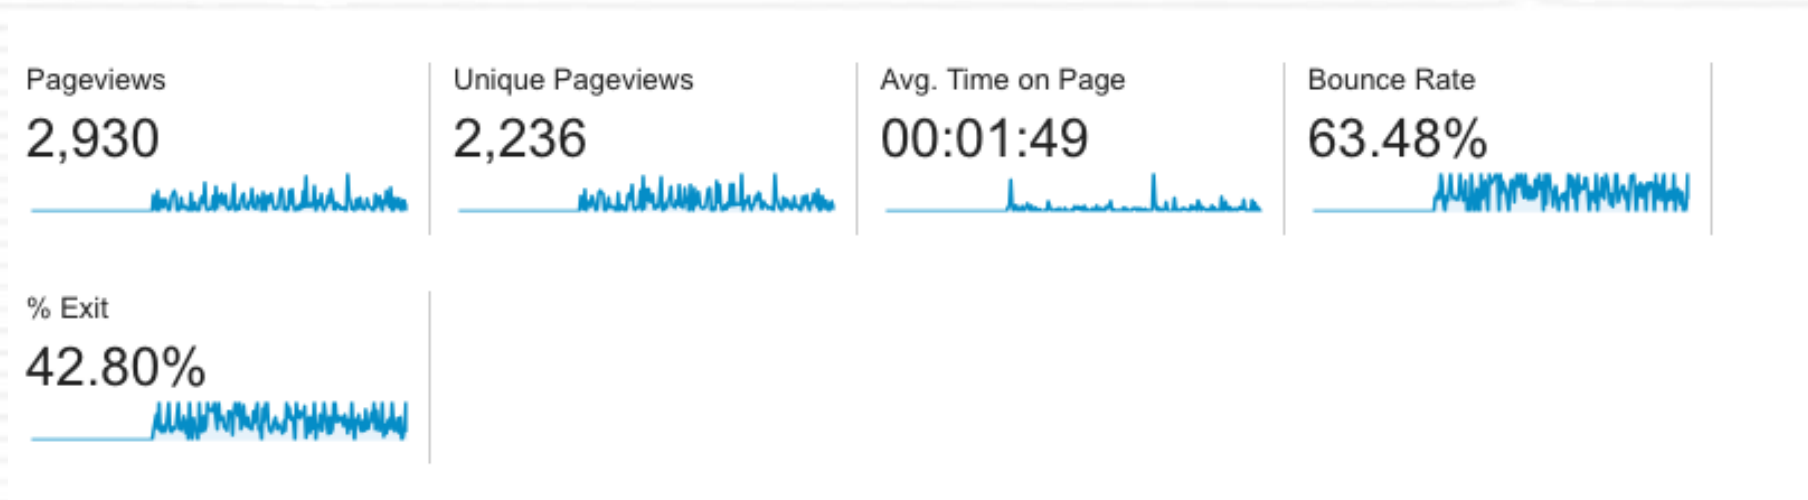 Pageviews
2,930
Unique Pageviews
2,236
Avg. Time on Page
00:01:49
Bounce Rate
63.48%
% Exit
42.80%